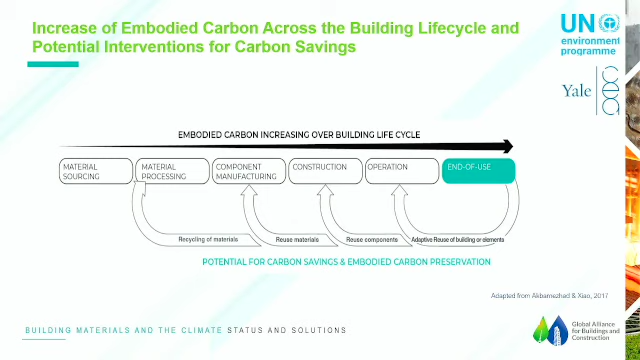 Increase of Embodied Carbon Across the Building Lifecycle and
Potential Interventions for Carbon Savings
UN
environment
programme
Yale
cea
EMBODIED CARBON INCREASING OVER BUILDING LIFE CYCLE
MATERIAL
SOURCING
MATERIAL
PROCESSING
COMPONENT
MANUFACTURING
CONSTRUCTION
OPERATION
END-OF-USE
Recycling of materials
Reuse materials
Reuse components
Adaptive Reuse of building or elements
POTENTIAL FOR CARBON SAVINGS & EMBODIED CARBON PRESERVATION
Adapted from Akbarnezhad & Xiao, 2017
BUILDING MATERIALS AND THE CLIMATE STATUS AND SOLUTIONS
Global Alliance
for Buildings and
Construction